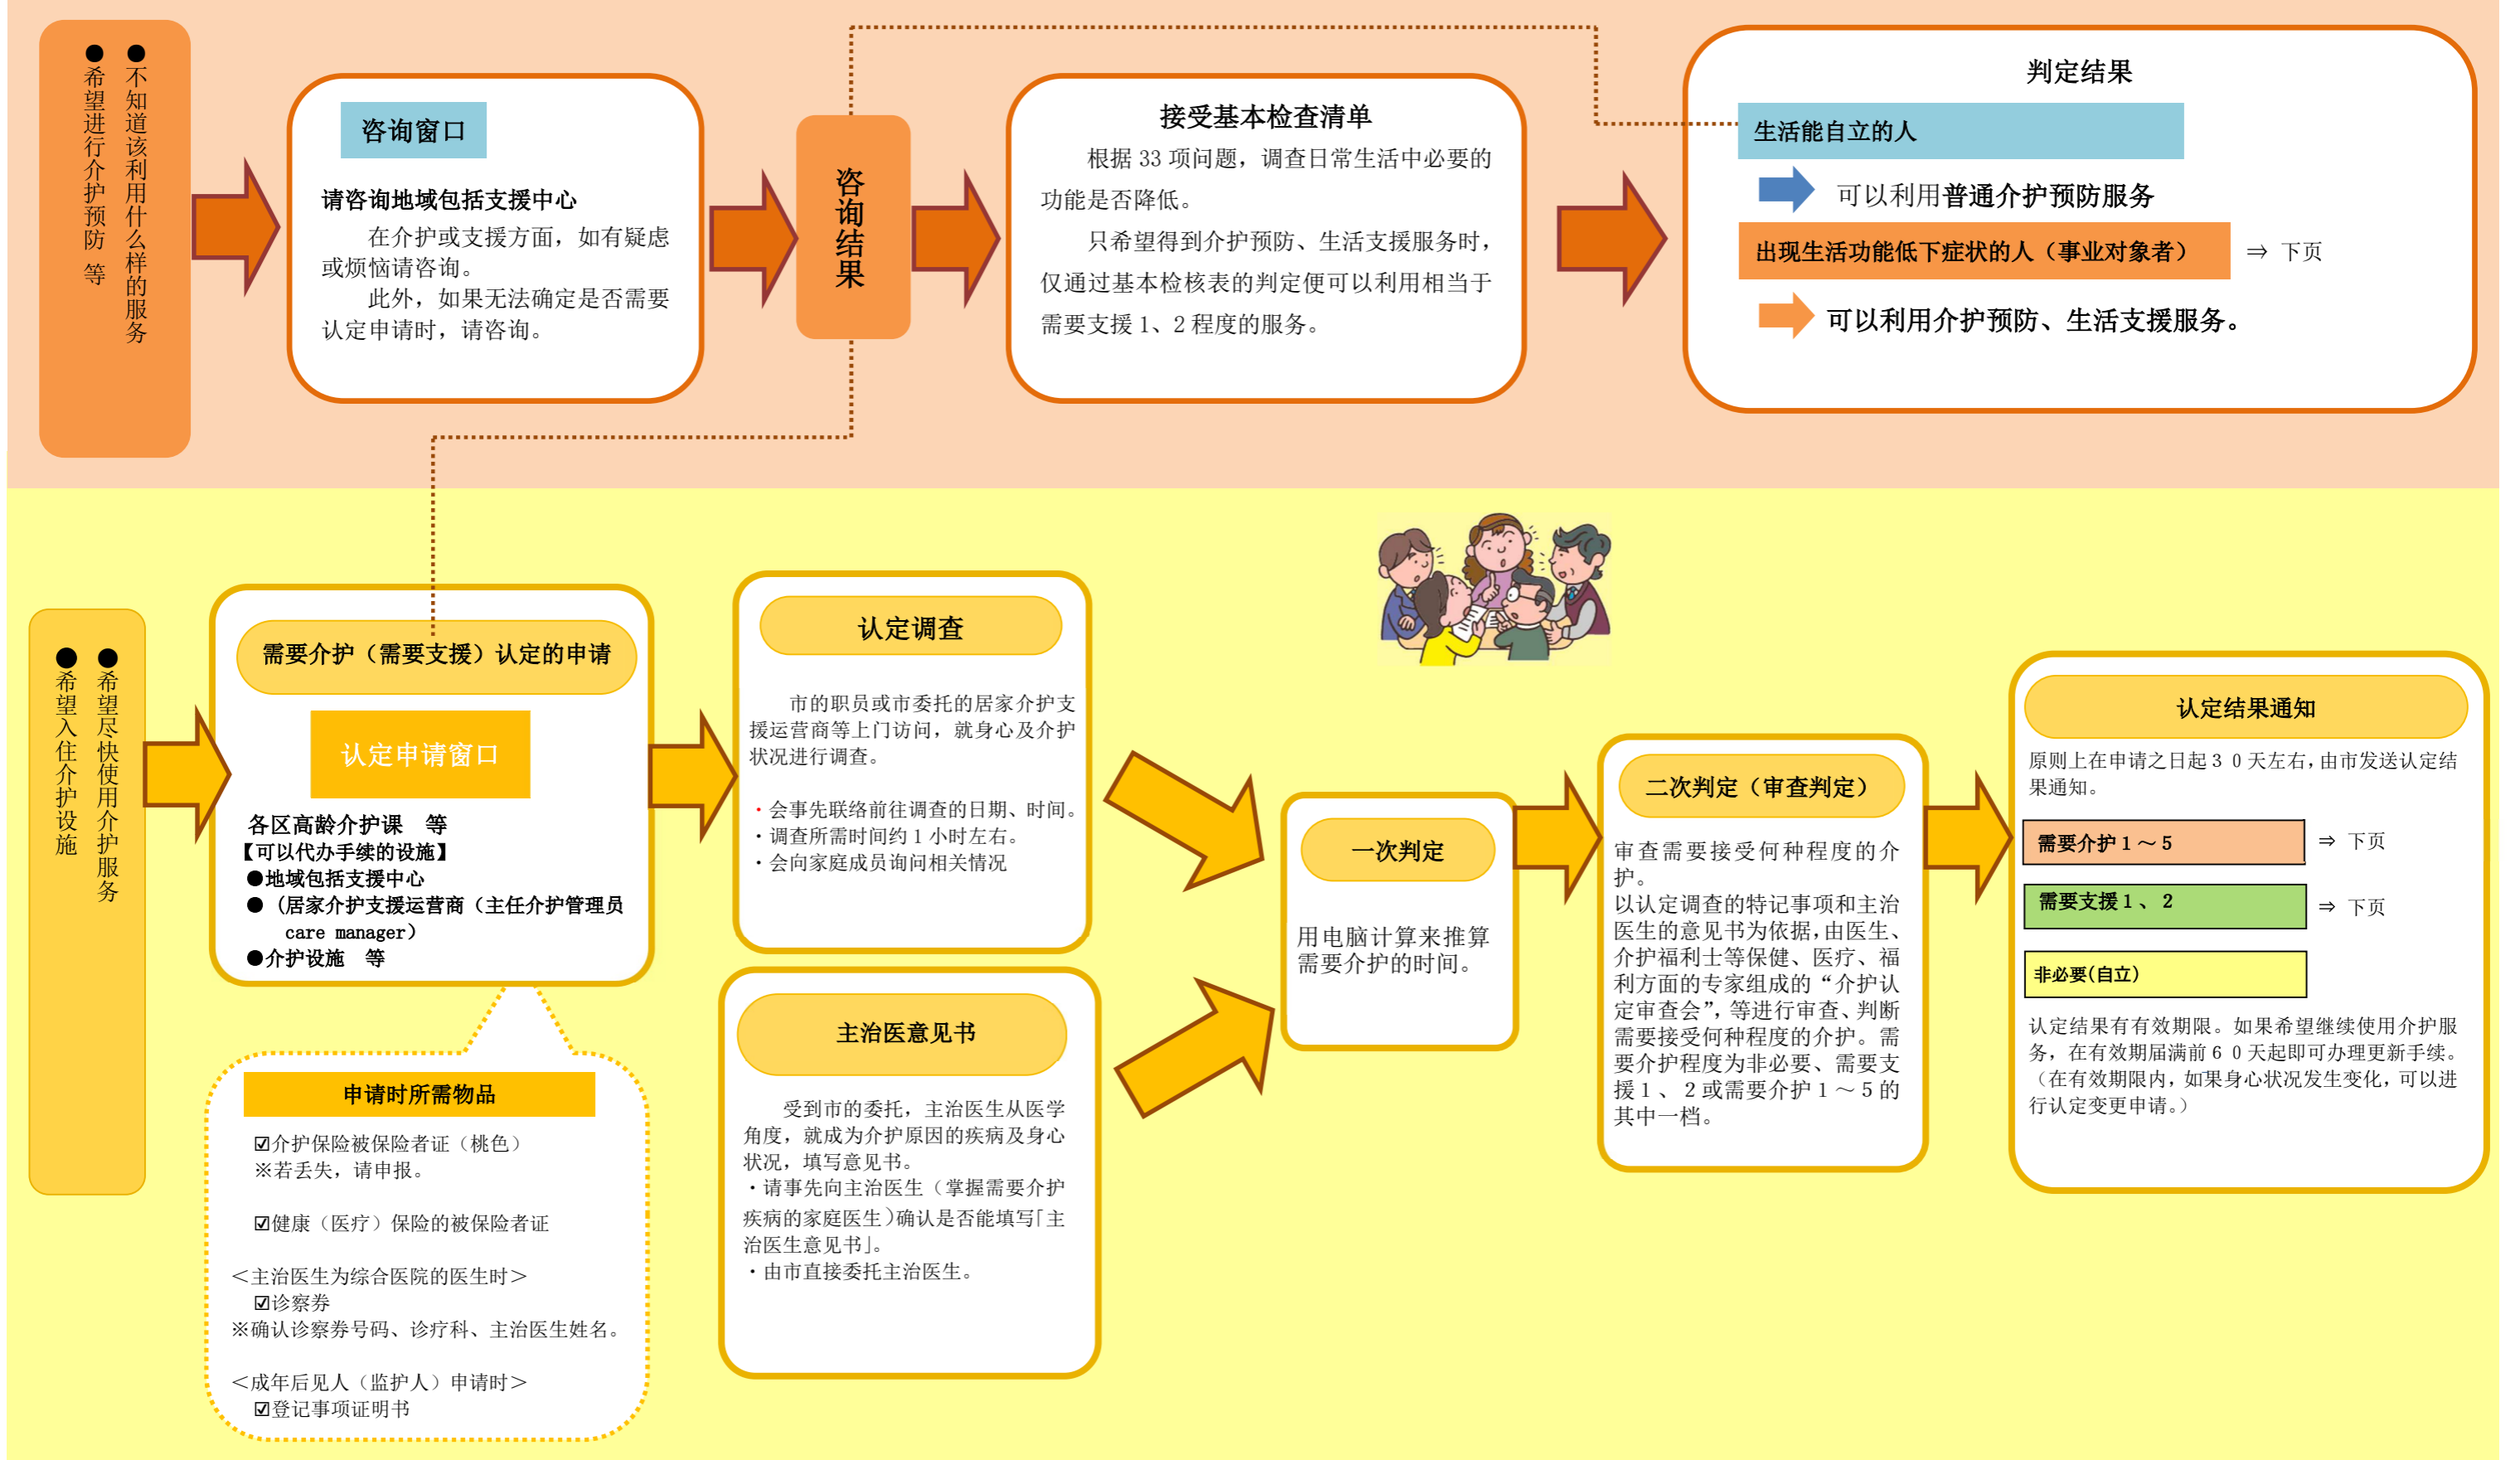 ●不知道该利用什么样的服务
●希望进行介护预防 等
咨询窗口
请咨询地域包括支援中心
在介护或支援方面，如有疑虑
或烦恼请咨询。
此外，如果无法确定是否需要
认定申请时，请咨询。
咨询结果
接受基本检查清单
根据 33 项问题，调查日常生活中必要的
功能是否降低。
只希望得到介护预防、生活支援服务时，
仅通过基本检核表的判定便可以利用相当于
需要支援 1、2 程度的服务。
判定结果
生活能自立的人
可以利用普通介护预防服务
出现生活功能低下症状的人（事业对象者） ⇒ 下页
可以利用介护预防、生活支援服务。
●希望尽快使用介护服务
●希望入住介护设施
需要介护（需要支援）认定的申请
认定申请窗口
各区高龄介护课 等
【可以代办手续的设施】
●地域包括支援中心
●（居家介护支援运营商（主任介护管理员
care manager）
●介护设施 等
申请时所需物品
☑介护保险被保险者证（桃色）
※若丢失，请申报。
☑健康（医疗）保险的被保险者证
＜主治医生为综合医院的医生时＞
☑诊察券
※确认诊察券号码、诊疗科、主治医生姓名。
＜成年后见人（监护人）申请时＞
☑登记事项证明书
认定调查
市的职员或市委托的居家介护支
援运营商等上门访问，就身心及介护
状况进行调查。
・会事先联络前往调查的日期、时间。
・调查所需时间约 1 小时左右。
・会向家庭成员询问相关情况
主治医意见书
受到市的委托，主治医生从医学
角度，就成为介护原因的疾病及身心
状况，填写意见书。
・请事先向主治医生（掌握需要介护
疾病的家庭医生）确认是否能填写「主
治医生意见书」。
・由市直接委托主治医生。
一次判定
用电脑计算来推算
需要介护的时间。
二次判定（审查判定）
审查需要接受何种程度的介
护。
以认定调查的特记事项和主治
医生的意见书为依据，由医生、
介护福利士等保健、医疗、福
利方面的专家组成的“介护认
定审查会”，等进行审查、判断
需要接受何种程度的介护。需
要介护程度为非必要、需要支
援１、２或需要介护１～５的
其中一档。
认定结果通知
原则上在申请之日起３０天左右，由市发送认定结
果通知。
需要介护１～５ ⇒ 下页
需要支援１、２ ⇒ 下页
非必要(自立)
认定结果有有效期限。如果希望继续使用介护服
务，在有效期届满前６０天起即可办理更新手续。
（在有效期限内，如果身心状况发生变化，可以进
行认定变更申请。）